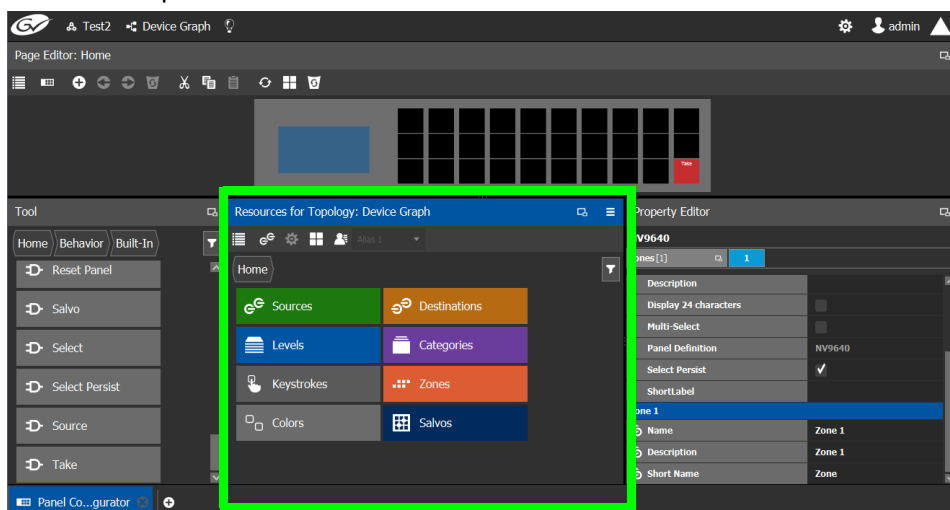 GV Test2 Device Graph admin
Page Editor: Home
Take
Tool
Home Behavior Built-In
Reset Panel
Salvo
Select
Select Persist
Source
Take
Resources for Topology: Device Graph
Alias 1
Home
Sources Destinations
Levels Categories
Keystrokes Zones
Colors Salvos
Property Editor
NV9640
ones[1] 1
Description
Display 24 characters
Multi-Select
Panel Definition NV9640
Select Persist
ShortLabel
one 1
Name Zone 1
Description Zone 1
Short Name Zone
Panel Co...gurator